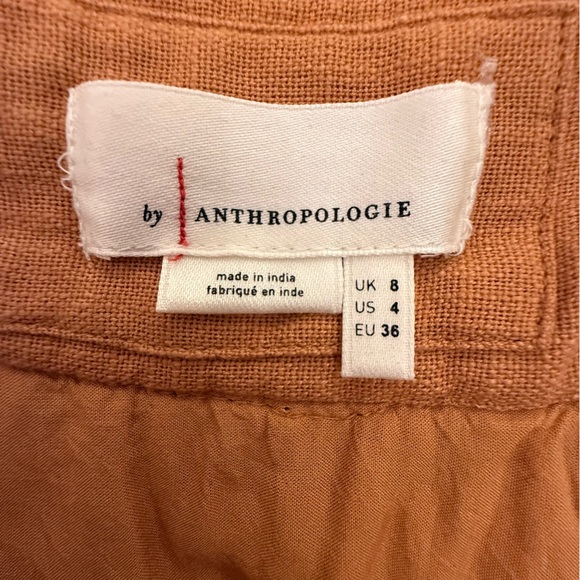 by ANTHROPOLOGIE
made in india
fabriqué en inde
UK 8
US 4
EU 36